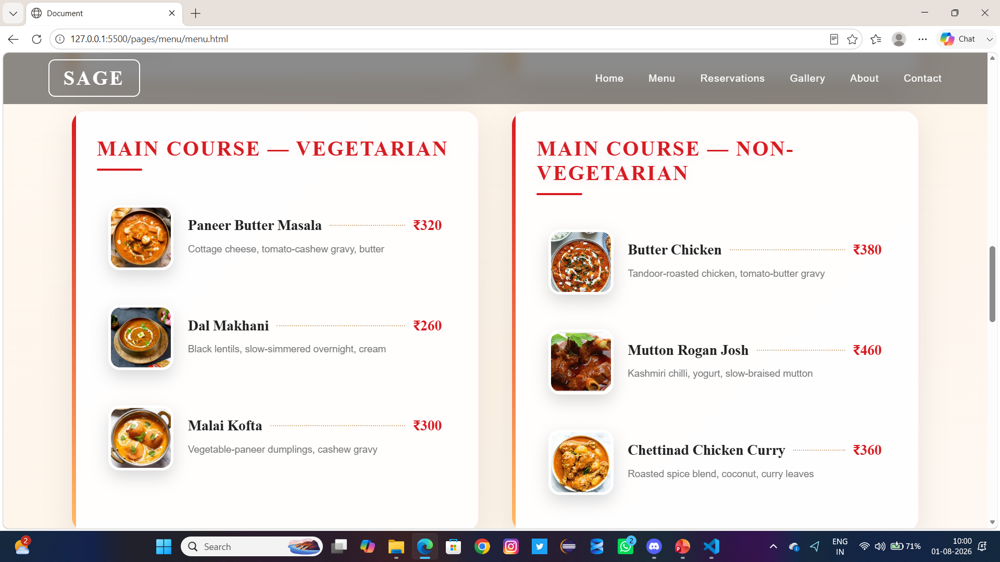 Document
127.0.0.1:5500/pages/menu/menu.html
Chat
SAGE
Home Menu Reservations Gallery About Contact
MAIN COURSE — VEGETARIAN
Paneer Butter Masala ₹320
Cottage cheese, tomato-cashew gravy, butter
Dal Makhani ₹260
Black lentils, slow-simmered overnight, cream
Malai Kofta ₹300
Vegetable-paneer dumplings, cashew gravy
MAIN COURSE — NON-
VEGETARIAN
Butter Chicken ₹380
Tandoor-roasted chicken, tomato-butter gravy
Mutton Rogan Josh ₹460
Kashmiri chilli, yogurt, slow-braised mutton
Chettinad Chicken Curry ₹360
Roasted spice blend, coconut, curry leaves
2
Search
2
ENG
IN
71%
10:00
01-08-2026